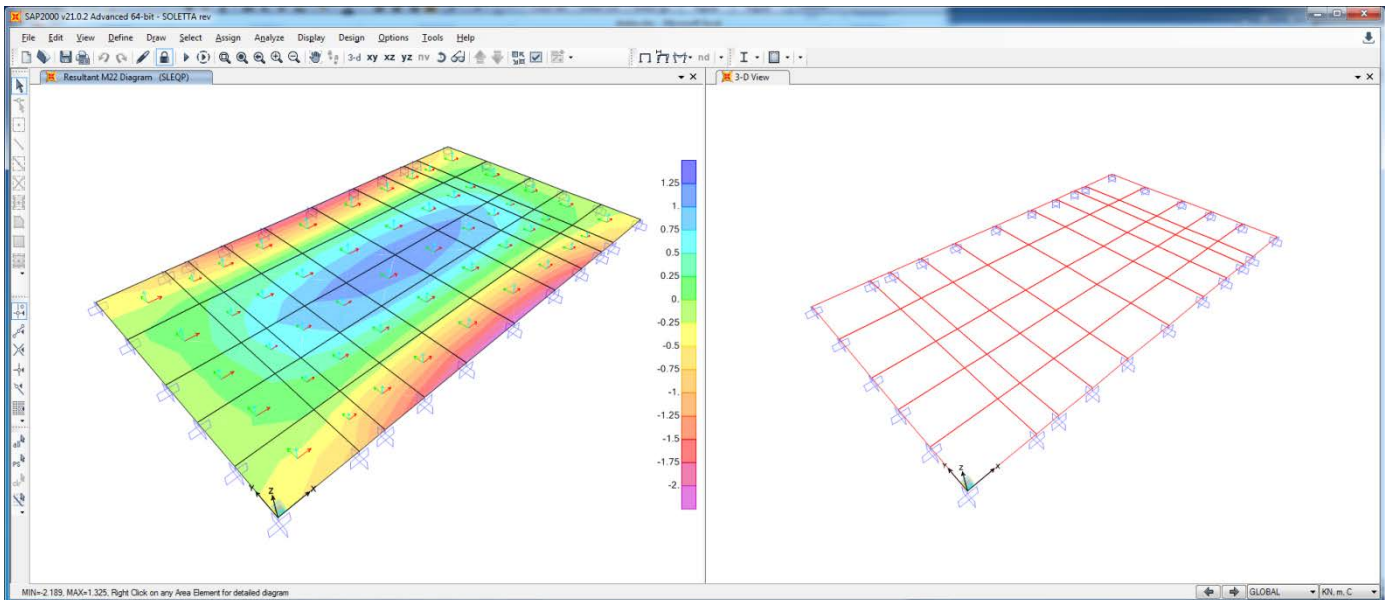 SAP2000 v21.0.2 Advanced 64-bit - SOLETTA rev
File Edit View Define Draw Select Assign Analyze Display Design Options Tools Help
3-d xy xz yz nv
nd
Resultant M22 Diagram (SLEQP)
3-D View
1.25
1.
0.75
0.5
0.25
0.
-0.25
-0.5
-0.75
-1.
-1.25
-1.5
-1.75
-2.
Y Z X
Y Z X
all
PS
MIN=-2.189, MAX=1.325, Right Click on any Area Element for detailed diagram
GLOBAL
KN, m, C